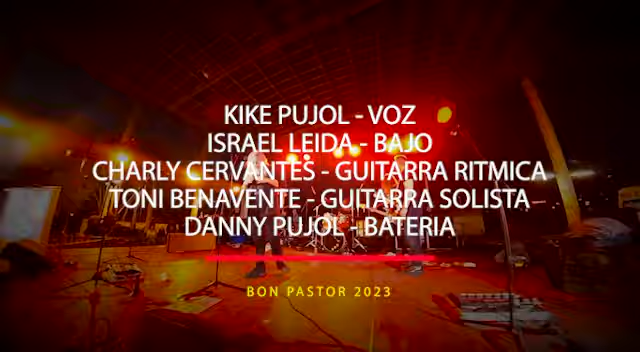 KIKE PUJOL - VOZ
ISRAEL LEIDA - BAJO
CHARLY CERVANTES - GUITARRA RITMICA
TONI BENAVENTE - GUITARRA SOLISTA
DANNY PUJOL - BATERIA
BON PASTOR 2023